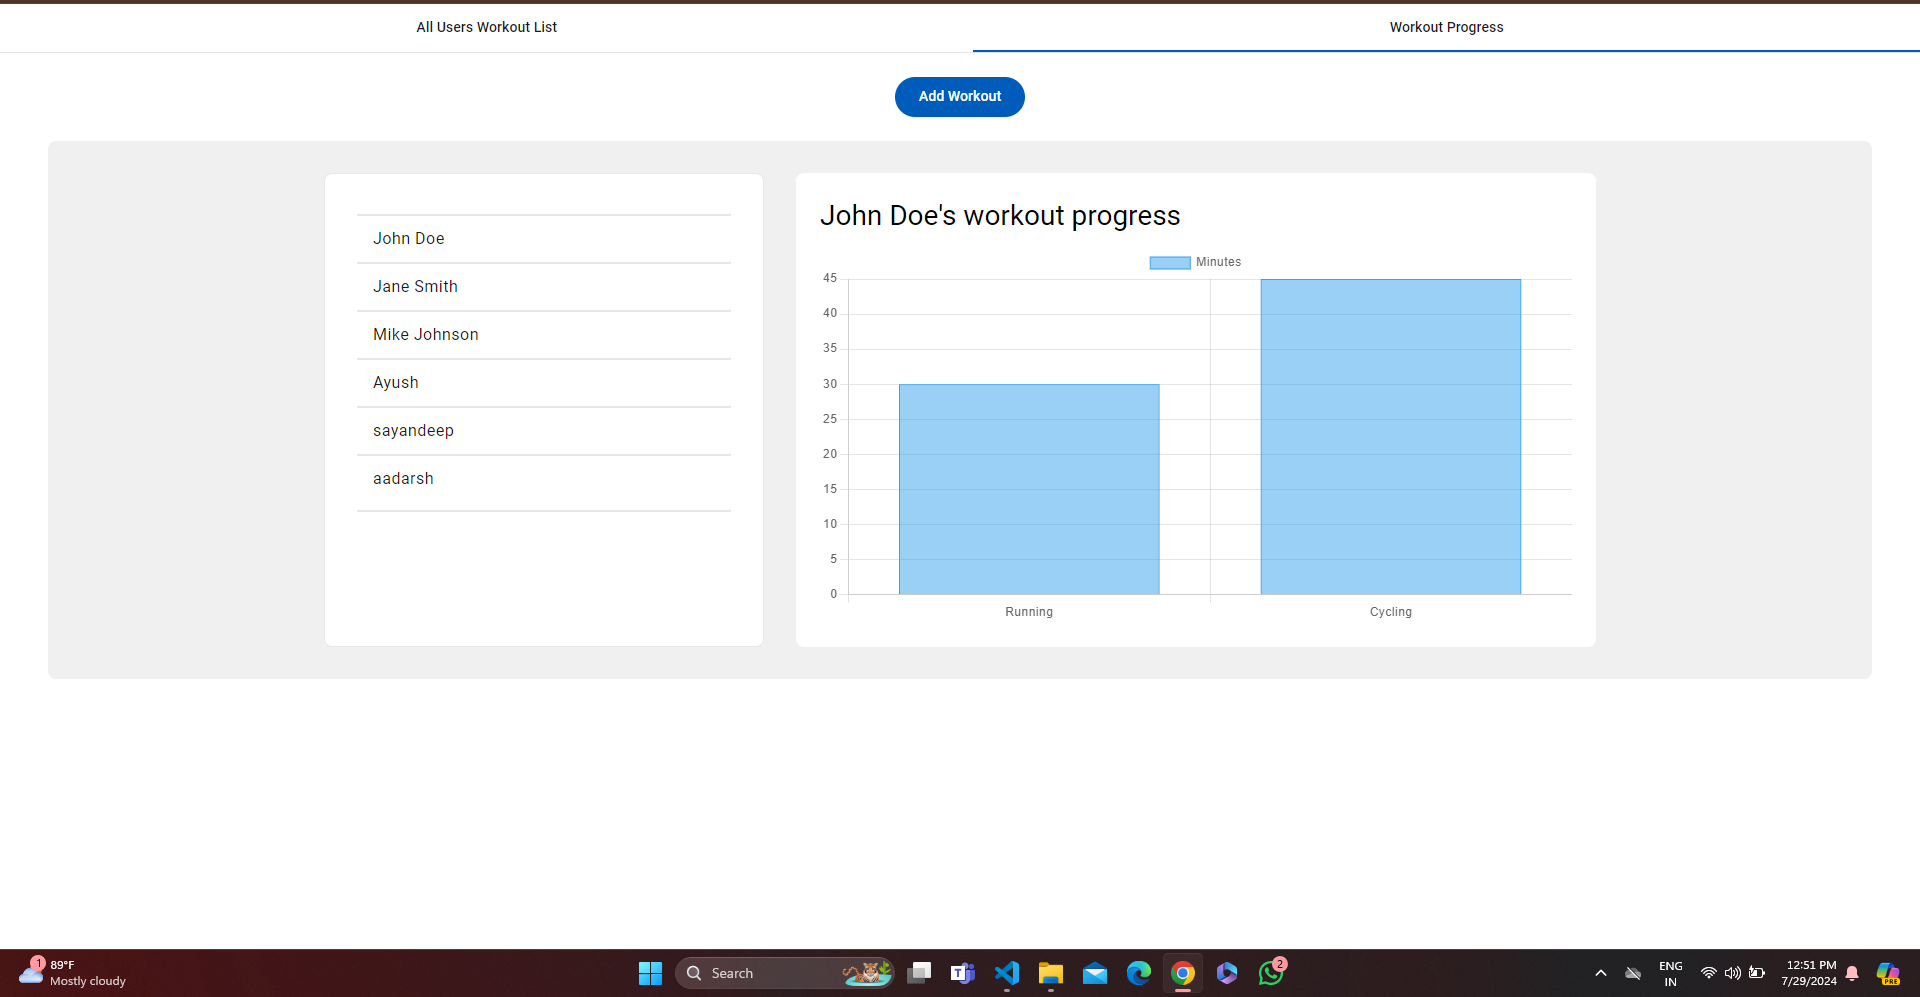 All Users Workout List
Workout Progress
Add Workout
John Doe
Jane Smith
Mike Johnson
Ayush
sayandeep
aadarsh
John Doe's workout progress
Minutes
45
40
35
30
25
20
15
10
5
0
Running
Cycling
1
89°F
Mostly cloudy
Search
T
2
ENG
IN
12:51 PM
7/29/2024
PRE